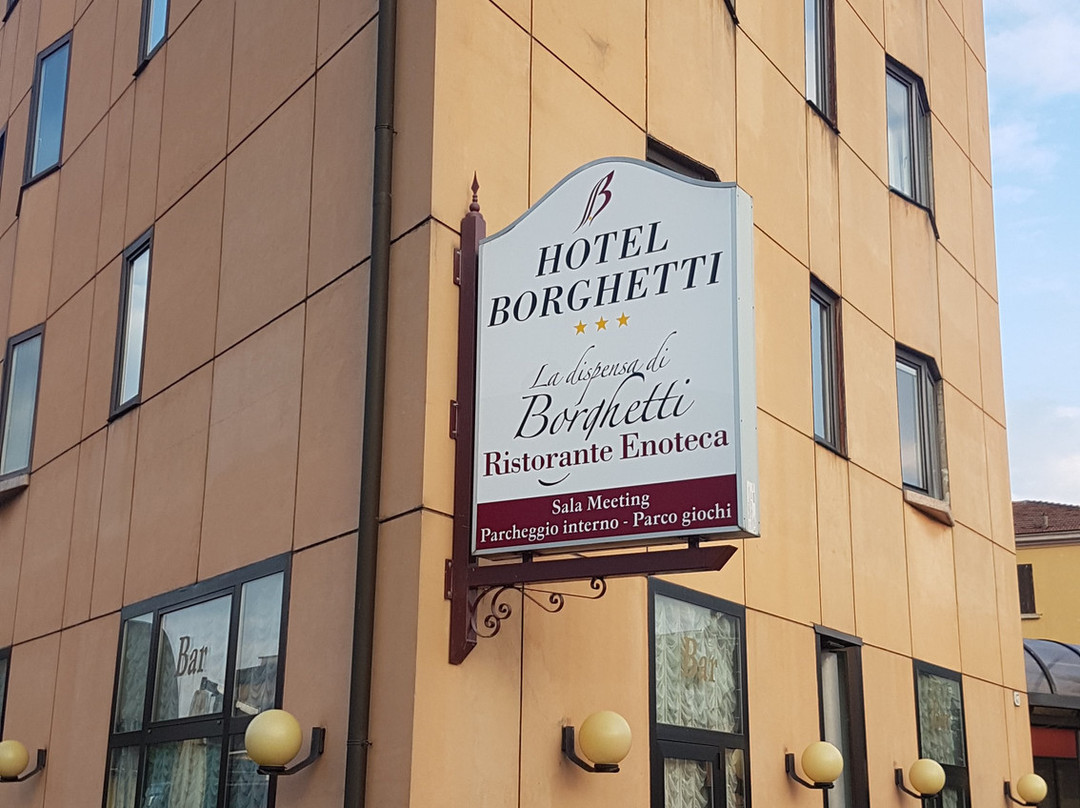 B
HOTEL
BORGHETTI
La dispensa di
Borghetti
Ristorante Enoteca
Sala Meeting
Parcheggio interno - Parco giochi
Bar
Bar